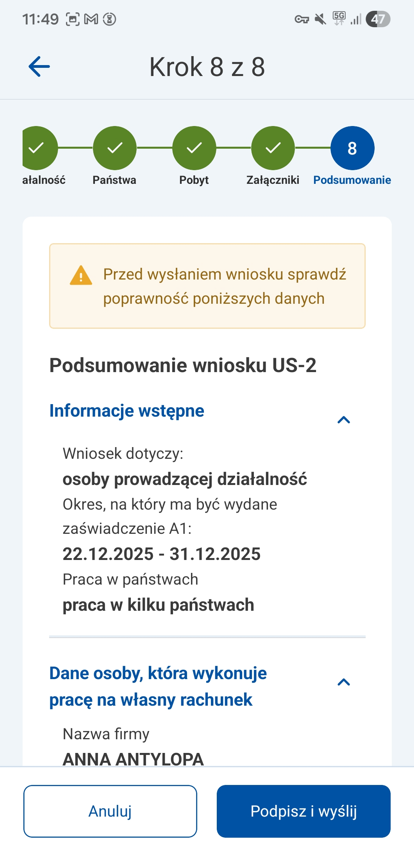 11:49
5G
47
Krok 8 z 8
8
ałalność
Państwa
Pobyt
Załączniki
Podsumowanie
Przed wysłaniem wniosku sprawdź
poprawność poniższych danych
Podsumowanie wniosku US-2
Informacje wstępne
Wniosek dotyczy:
osoby prowadzącej działalność
Okres, na który ma być wydane
zaświadczenie A1:
22.12.2025 - 31.12.2025
Praca w państwach
praca w kilku państwach
Dane osoby, która wykonuje
pracę na własny rachunek
Nazwa firmy
ANNA ANTYLOPA
Anuluj
Podpisz i wyślij